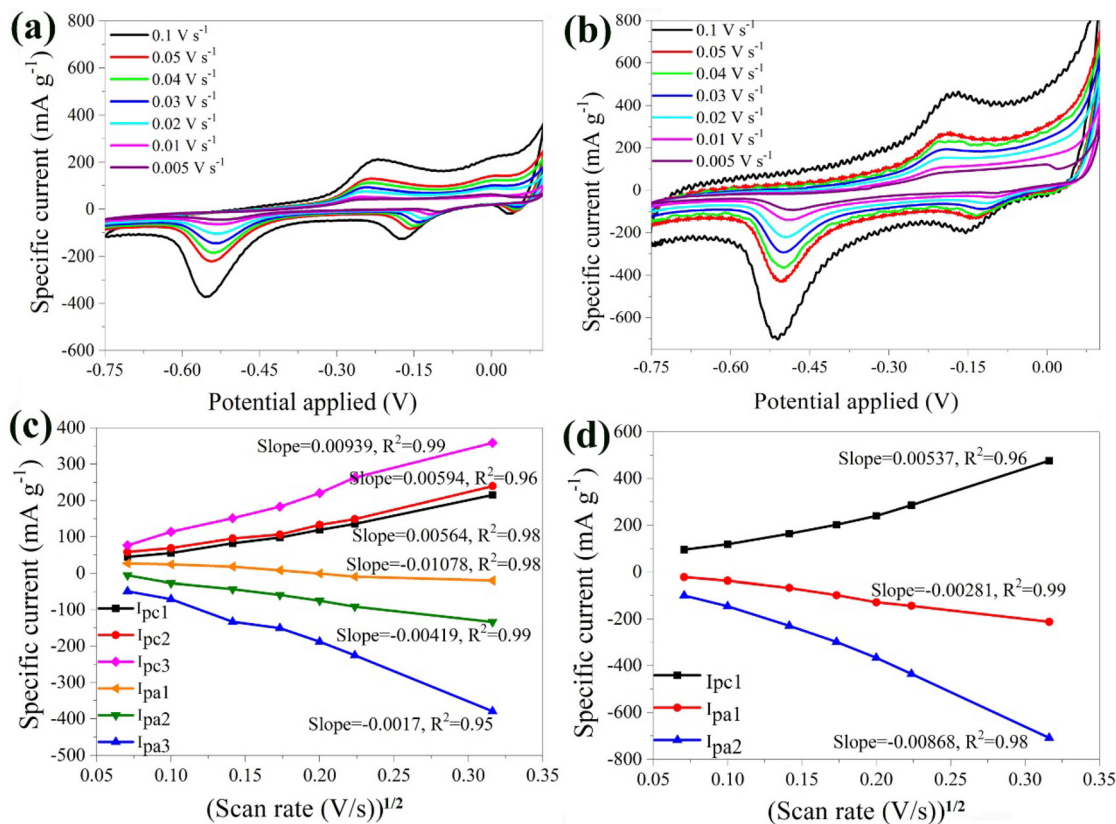 (a)
0.1 V s⁻¹
0.05 V s⁻¹
0.04 V s⁻¹
0.03 V s⁻¹
0.02 V s⁻¹
0.01 V s⁻¹
0.005 V s⁻¹
800
600
400
200
0
-200
-400
-600
Specific current (mA g⁻¹)
-0.75 -0.60 -0.45 -0.30 -0.15 0.00
Potential applied (V)
(b)
0.1 V s⁻¹
0.05 V s⁻¹
0.04 V s⁻¹
0.03 V s⁻¹
0.02 V s⁻¹
0.01 V s⁻¹
0.005 V s⁻¹
800
600
400
200
0
-200
-400
-600
Specific current (mA g⁻¹)
-0.75 -0.60 -0.45 -0.30 -0.15 0.00
Potential applied (V)
(c)
400
300
200
100
0
-100
-200
-300
-400
-500
Specific current (mA g⁻¹)
Slope=0.00939, R²=0.99
Slope=0.00594, R²=0.96
Slope=0.00564, R²=0.98
Slope=-0.01078, R²=0.98
Slope=-0.00419, R²=0.99
Slope=-0.0017, R²=0.95
Ipc1
Ipc2
Ipc3
Ipa1
Ipa2
Ipa3
0.05 0.10 0.15 0.20 0.25 0.30 0.35
(Scan rate (V/s))¹/²
(d)
600
400
200
0
-200
-400
-600
-800
Specific current (mA g⁻¹)
Slope=0.00537, R²=0.96
Slope=-0.00281, R²=0.99
Slope=-0.00868, R²=0.98
Ipc1
Ipa1
Ipa2
0.05 0.10 0.15 0.20 0.25 0.30 0.35
(Scan rate (V/s))¹/²